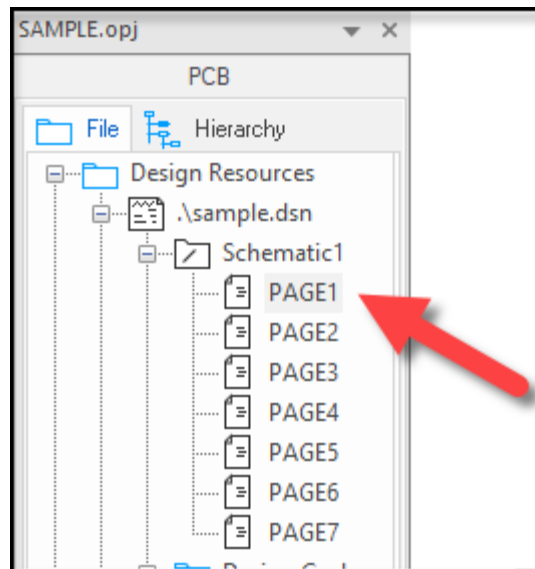 SAMPLE.opj
PCB
File Hierarchy
Design Resources
.\sample.dsn
Schematic1
PAGE1
PAGE2
PAGE3
PAGE4
PAGE5
PAGE6
PAGE7